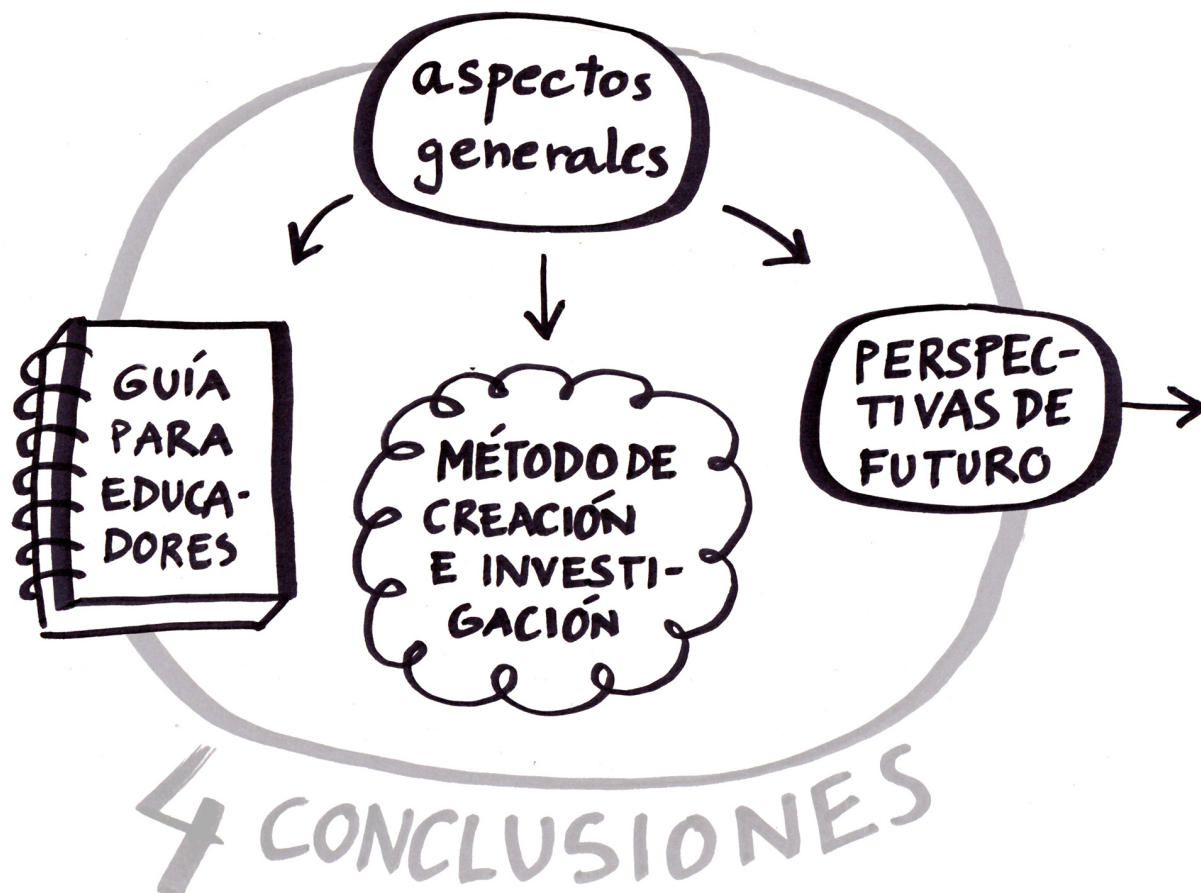 aspectos
generales
GUÍA
PARA
EDUCA-
DORES
MÉTODO DE
CREACIÓN
E INVESTI-
GACIÓN
PERSPEC-
TIVAS DE
FUTURO
4 CONCLUSIONES